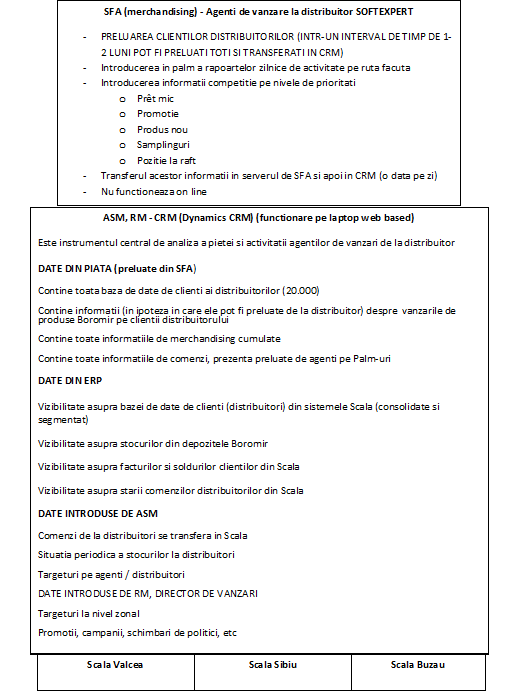 SFA (merchandising) - Agenti de vanzare la distribuitor SOFTEXPERT
- PRELUAREA CLIENTILOR DISTRIBUITORILOR (INTR-UN INTERVAL DE TIMP DE 1-
2 LUNI POT FI PRELUATI TOTI SI TRANSFERATI IN CRM)
- Introducerea in palm a rapoartelor zilnice de activitate pe ruta facuta
- Introducerea informatii competitie pe nivele de prioritati
o Prêt mic
o Promotie
o Produs nou
o Samplinguri
o Pozitie la raft
- Transferul acestor informatii in serverul de SFA si apoi in CRM (o data pe zi)
- Nu functioneaza on line
ASM, RM - CRM (Dynamics CRM) (functionare pe laptop web based)
Este instrumentul central de analiza a pietei si activitatii agentilor de vanzari de la distribuitor
DATE DIN PIATA (preluate din SFA)
Contine toata baza de date de clienti ai distribuitorilor (20.000)
Contine informatii (in ipoteza in care ele pot fi preluate de la distribuitor) despre vanzarile de
produse Boromir pe clientii distribuitorului
Contine toate informatiile de merchandising cumulate
Contine toate informatiile de comenzi, prezenta preluate de agenti pe Palm-uri
DATE DIN ERP
Vizibilitate asupra bazei de date de clienti (distribuitori) din sistemele Scala (consolidate si
segmentat)
Vizibilitate asupra stocurilor din depozitele Boromir
Vizibilitate asupra facturilor si soldurilor clientilor din Scala
Vizibilitate asupra starii comenzilor distribuitorilor din Scala
DATE INTRODUSE DE ASM
Comenzi de la distribuitori se transfera in Scala
Situatia periodica a stocurilor la distribuitori
Targeturi pe agenti / distribuitori
DATE INTRODUSE DE RM, DIRECTOR DE VANZARI
Targeturi la nivel zonal
Promotii, campanii, schimbari de politici, etc
Scala Valcea Scala Sibiu Scala Buzau